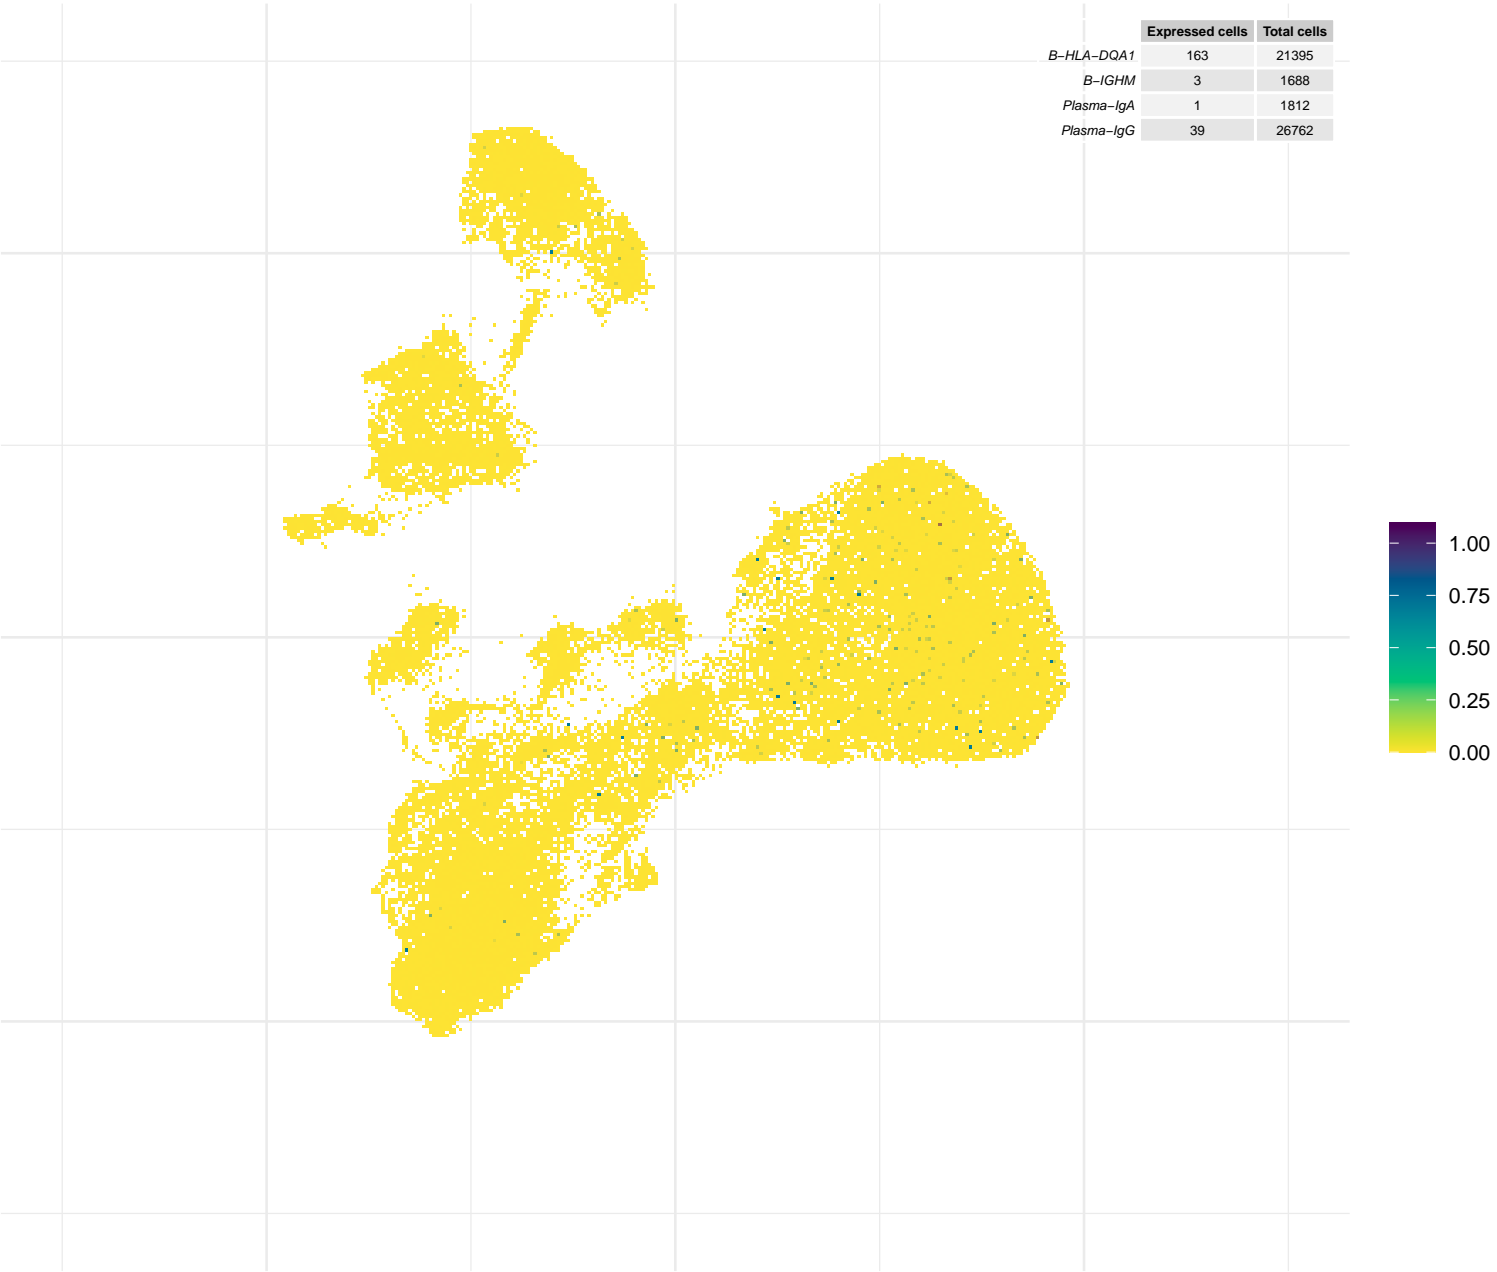 Expressed cells Total cells
B−HLA−DQA1 163 21395
B−IGHM 3 1688
Plasma−IgA 1 1812
Plasma−IgG 39 26762
1.00
0.75
0.50
0.25
0.00